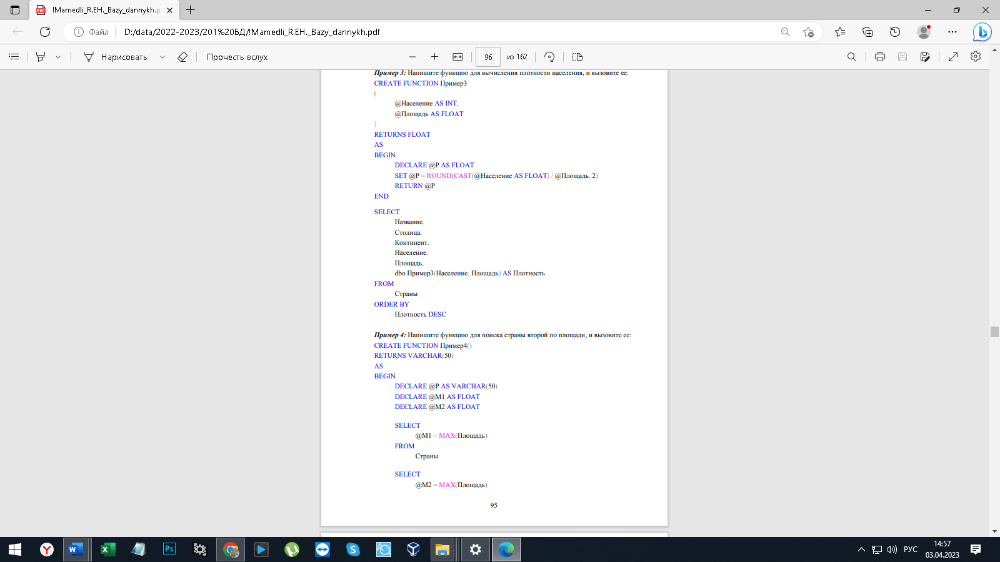 !Mamedli_R.EH._Bazy_dannykh.p
Файл
D:/data/2022-2023/201%20БД/!Mamedli_R.EH._Bazy_dannykh.pdf
Нарисовать
Прочесть вслух
96
из 162
Пример 3: Напишите функцию для вычисления плотности населения, и вызовите ее:
CREATE FUNCTION Пример3
(
@Население AS INT,
@Площадь AS FLOAT
)
RETURNS FLOAT
AS
BEGIN
DECLARE @P AS FLOAT
SET @P = ROUND(CAST(@Население AS FLOAT) / @Площадь, 2)
RETURN @P
END
SELECT
Название,
Столица,
Континент,
Население,
Площадь,
dbo.Пример3(Население, Площадь) AS Плотность
FROM
Страны
ORDER BY
Плотность DESC
Пример 4: Напишите функцию для поиска страны второй по площади, и вызовите ее:
CREATE FUNCTION Пример4()
RETURNS VARCHAR(50)
AS
BEGIN
DECLARE @P AS VARCHAR(50)
DECLARE @M1 AS FLOAT
DECLARE @M2 AS FLOAT
SELECT
@M1 = MAX(Площадь)
FROM
Страны
SELECT
@M2 = MAX(Площадь)
95
РУС
14:57
03.04.2023